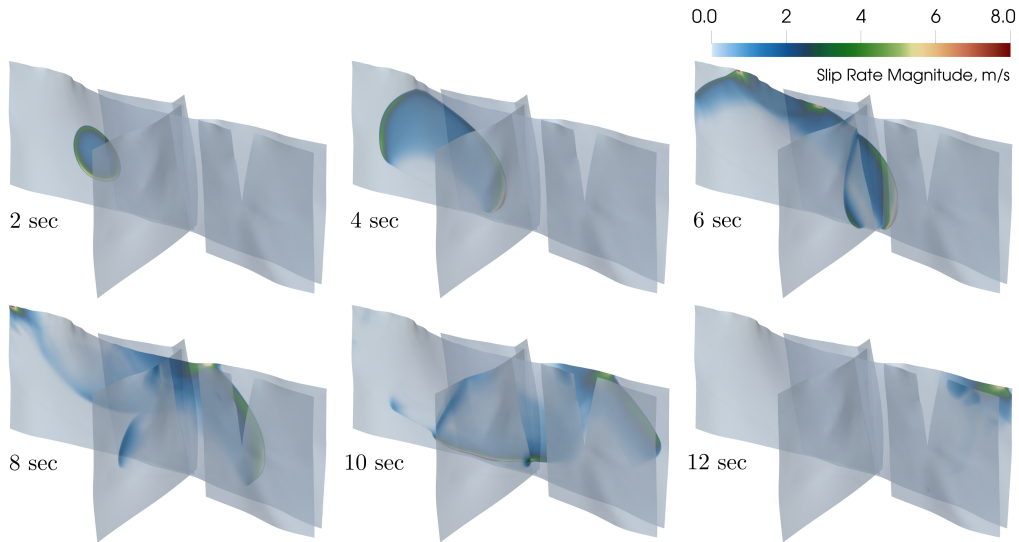 0.0 2 4 6 8.0
Slip Rate Magnitude, m/s
2 sec
4 sec
6 sec
8 sec
10 sec
12 sec